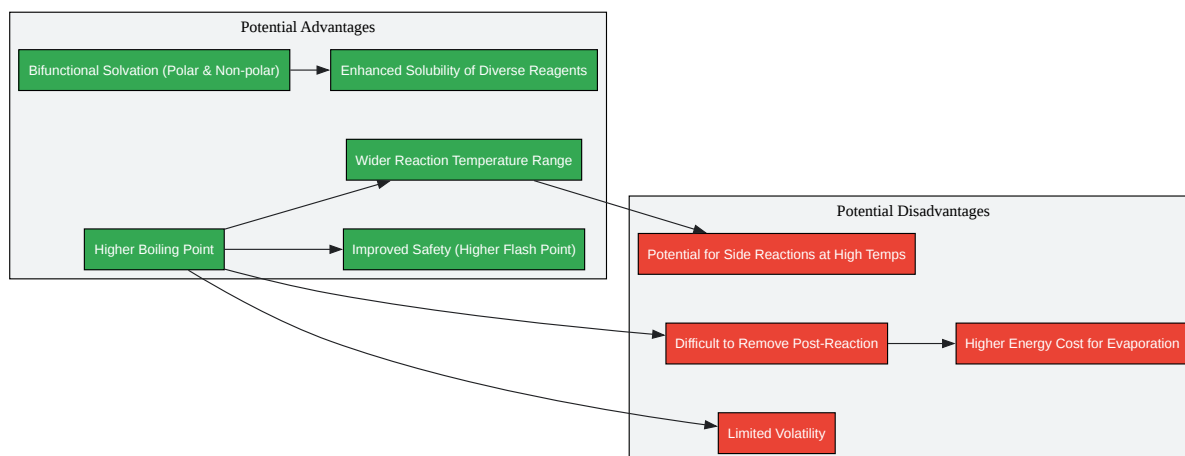 Potential Advantages
Bifunctional Solvation (Polar & Non-polar)
Enhanced Solubility of Diverse Reagents
Wider Reaction Temperature Range
Higher Boiling Point
Improved Safety (Higher Flash Point)
Potential Disadvantages
Potential for Side Reactions at High Temps
Difficult to Remove Post-Reaction
Higher Energy Cost for Evaporation
Limited Volatility